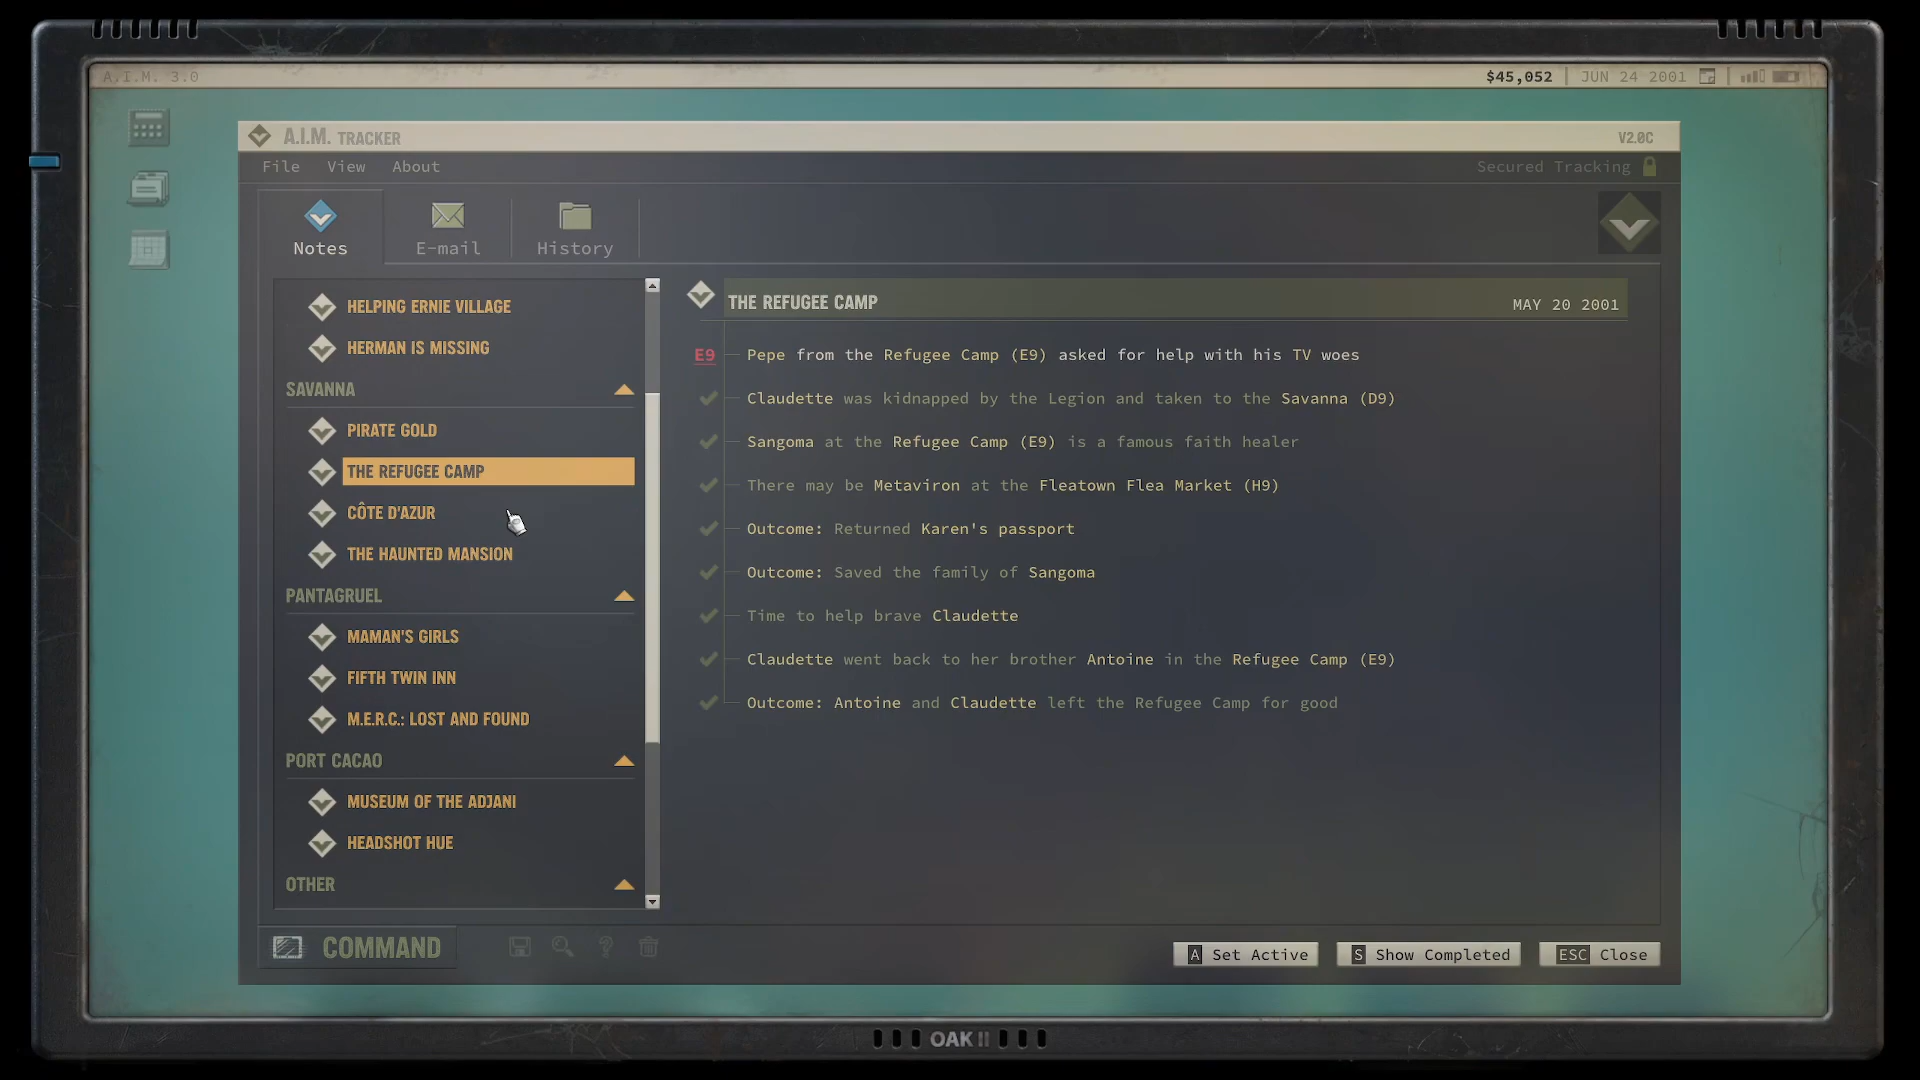 A.I.M. 3.0
$45,052 | JUN 24 2001
A.I.M. TRACKER
V2.0C
File View About
Secured Tracking
Notes
E-mail
History
HELPING ERNIE VILLAGE
HERMAN IS MISSING
SAVANNA
PIRATE GOLD
THE REFUGEE CAMP
CÔTE D'AZUR
THE HAUNTED MANSION
PANTAGRUEL
MAMAN'S GIRLS
FIFTH TWIN INN
M.E.R.C.: LOST AND FOUND
PORT CACAO
MUSEUM OF THE ADJANI
HEADSHOT HUE
OTHER
THE REFUGEE CAMP
MAY 20 2001
E9 Pepe from the Refugee Camp (E9) asked for help with his TV woes
Claudette was kidnapped by the Legion and taken to the Savanna (D9)
Sangoma at the Refugee Camp (E9) is a famous faith healer
There may be Metaviron at the Fleatown Flea Market (H9)
Outcome: Returned Karen's passport
Outcome: Saved the family of Sangoma
Time to help brave Claudette
Claudette went back to her brother Antoine in the Refugee Camp (E9)
Outcome: Antoine and Claudette left the Refugee Camp for good
COMMAND
?
A Set Active
S Show Completed
ESC Close
OAK II